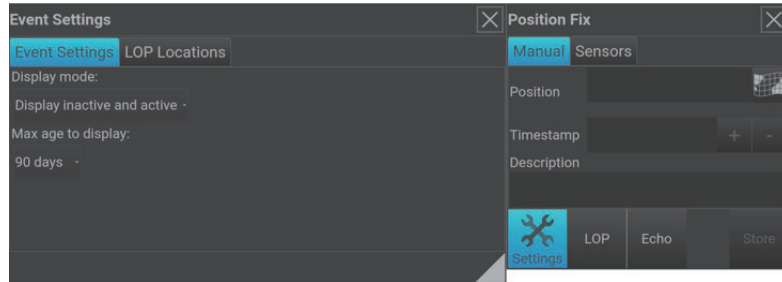 Event Settings
Event Settings LOP Locations
Display mode:
Display inactive and active
Max age to display:
90 days
Position Fix
Manual Sensors
Position
Timestamp + -
Description
Settings LOP Echo Store